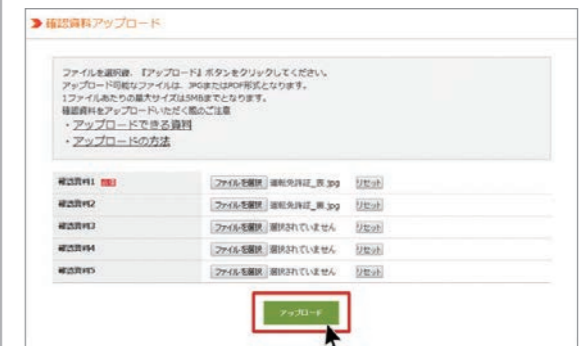 確認資料アップロード
ファイルを選択後、『アップロード』ボタンをクリックしてください。
アップロード可能なファイルは、JPGまたはPDF形式となります。
1ファイルあたりの最大サイズは5MBまでとなります。
確認資料をアップロードいただく際のご注意
・アップロードできる資料
・アップロードの方法
確認資料1 必須 ファイルを選択 運転免許証_表.jpg リセット
確認資料2 ファイルを選択 運転免許証_裏.jpg リセット
確認資料3 ファイルを選択 選択されていません リセット
確認資料4 ファイルを選択 選択されていません リセット
確認資料5 ファイルを選択 選択されていません リセット
アップロード